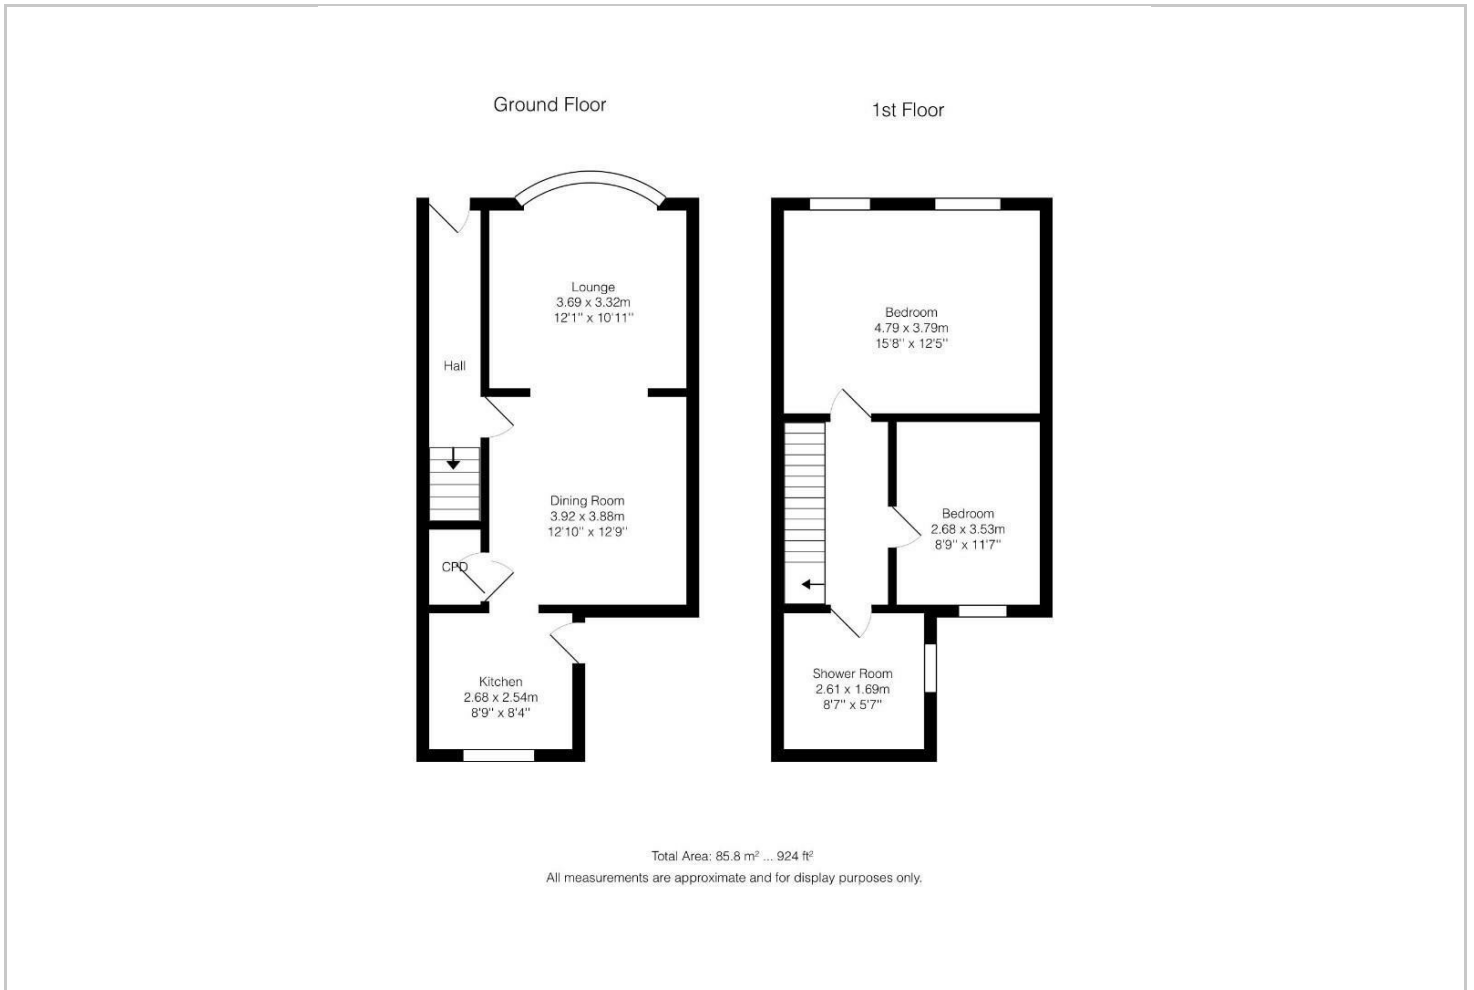 Ground Floor
1st Floor
Lounge
3.69 x 3.32m
12'1'' x 10'11''
Hall
Dining Room
3.92 x 3.88m
12'10'' x 12'9''
CPD
Kitchen
2.68 x 2.54m
8'9'' x 8'4''
Bedroom
4.79 x 3.79m
15'8'' x 12'5''
Bedroom
2.68 x 3.53m
8'9'' x 11'7''
Shower Room
2.61 x 1.69m
8'7'' x 5'7''
Total Area: 85.8 m² ... 924 ft²
All measurements are approximate and for display purposes only.